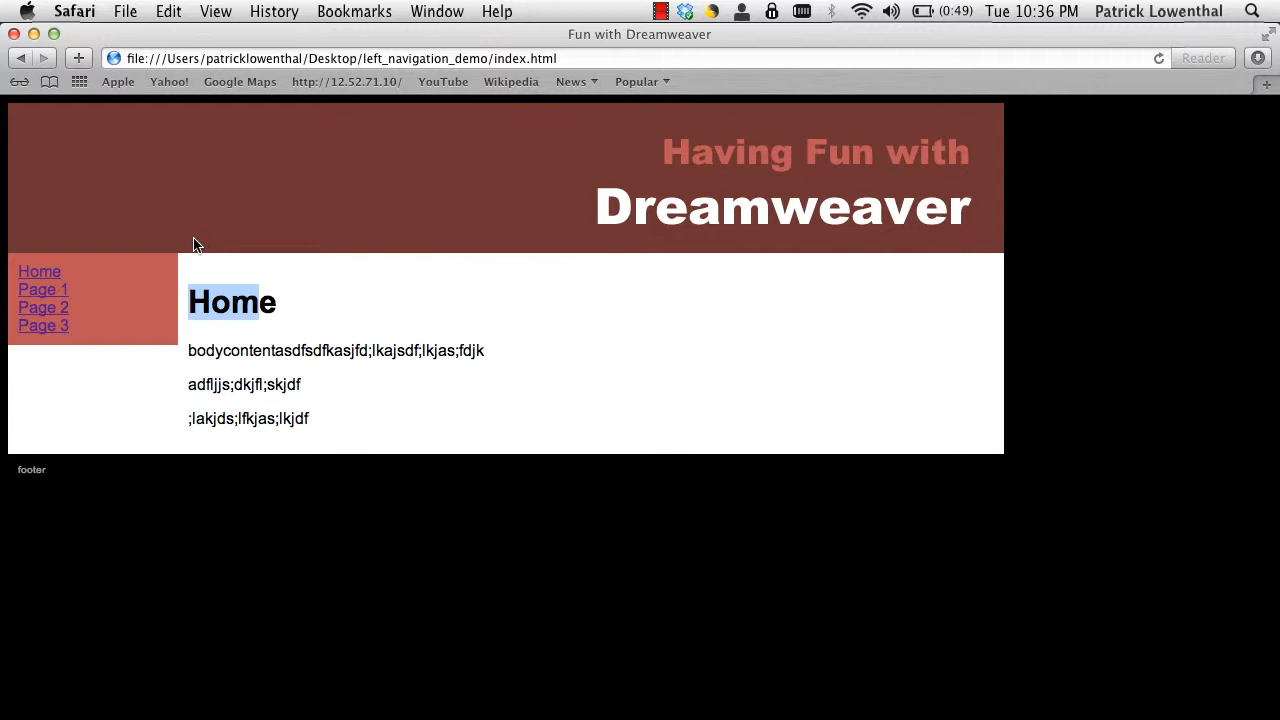 Safari File Edit View History Bookmarks Window Help (0:49) Tue 10:36 PM Patrick Lowenthal
Fun with Dreamweaver
file:///Users/patricklowenthal/Desktop/left_navigation_demo/index.html Reader
Apple Yahoo! Google Maps http://12.52.71.10/ YouTube Wikipedia News Popular
Having Fun with
Dreamweaver
Home
Page 1
Page 2
Page 3
Home
bodycontentasdfsdfkasjfd;lkajsdf;lkjas;fdjk
adfljjs;dkjfl;skjdf
;lakjds;lfkjas;lkjdf
footer